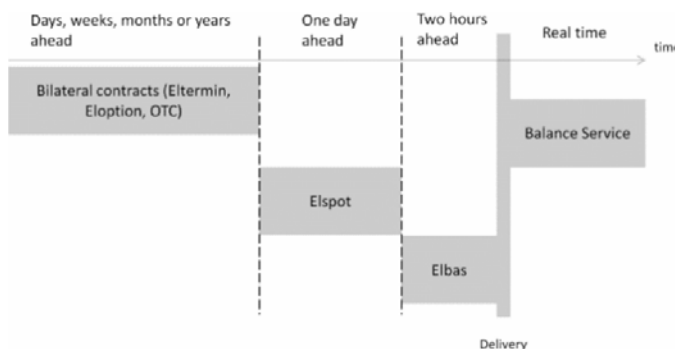 Days, weeks, months or years
ahead
One day
ahead
Two hours
ahead
Real time
time
Bilateral contracts (Eltermin,
Eloption, OTC)
Balance Service
Elspot
Elbas
Delivery